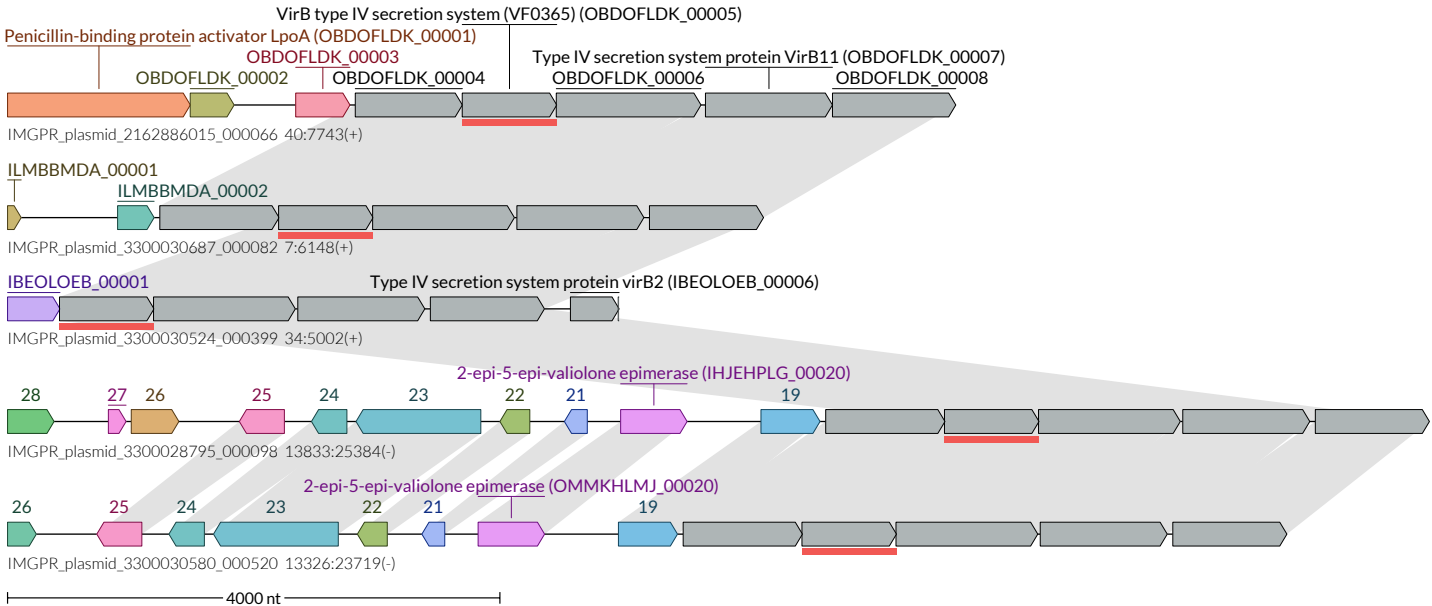 VirB type IV secretion system (VF0365) (OBDOFLDK_00005)
Penicillin-binding protein activator LpoA (OBDOFLDK_00001)
OBDOFLDK_00003 Type IV secretion system protein VirB11 (OBDOFLDK_00007)
OBDOFLDK_00002 OBDOFLDK_00004 OBDOFLDK_00006 OBDOFLDK_00008
IMGPR_plasmid_2162886015_000066 40:7743(+)
ILMBBMDA_00001
ILMBBMDA_00002
IMGPR_plasmid_3300030687_000082 7:6148(+)
IBEOLOEB_00001 Type IV secretion system protein virB2 (IBEOLOEB_00006)
IMGPR_plasmid_3300030524_000399 34:5002(+)
2-epi-5-epi-valiolone epimerase (IHJEHPLG_00020)
28 27 26 25 24 23 22 21 19
IMGPR_plasmid_3300028795_000098 13833:25384(-)
2-epi-5-epi-valiolone epimerase (OMMKHLMJ_00020)
26 25 24 23 22 21 19
IMGPR_plasmid_3300030580_000520 13326:23719(-)
4000 nt